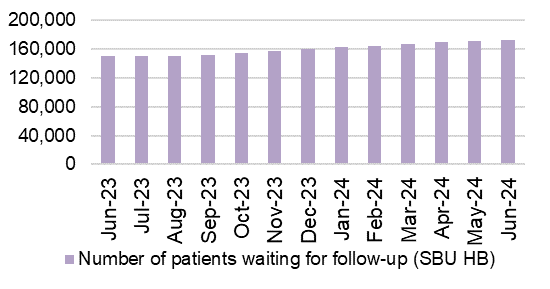 200,000
160,000
120,000
80,000
40,000
0
Jun-23
Jul-23
Aug-23
Sep-23
Oct-23
Nov-23
Dec-23
Jan-24
Feb-24
Mar-24
Apr-24
May-24
Jun-24
Number of patients waiting for follow-up (SBU HB)